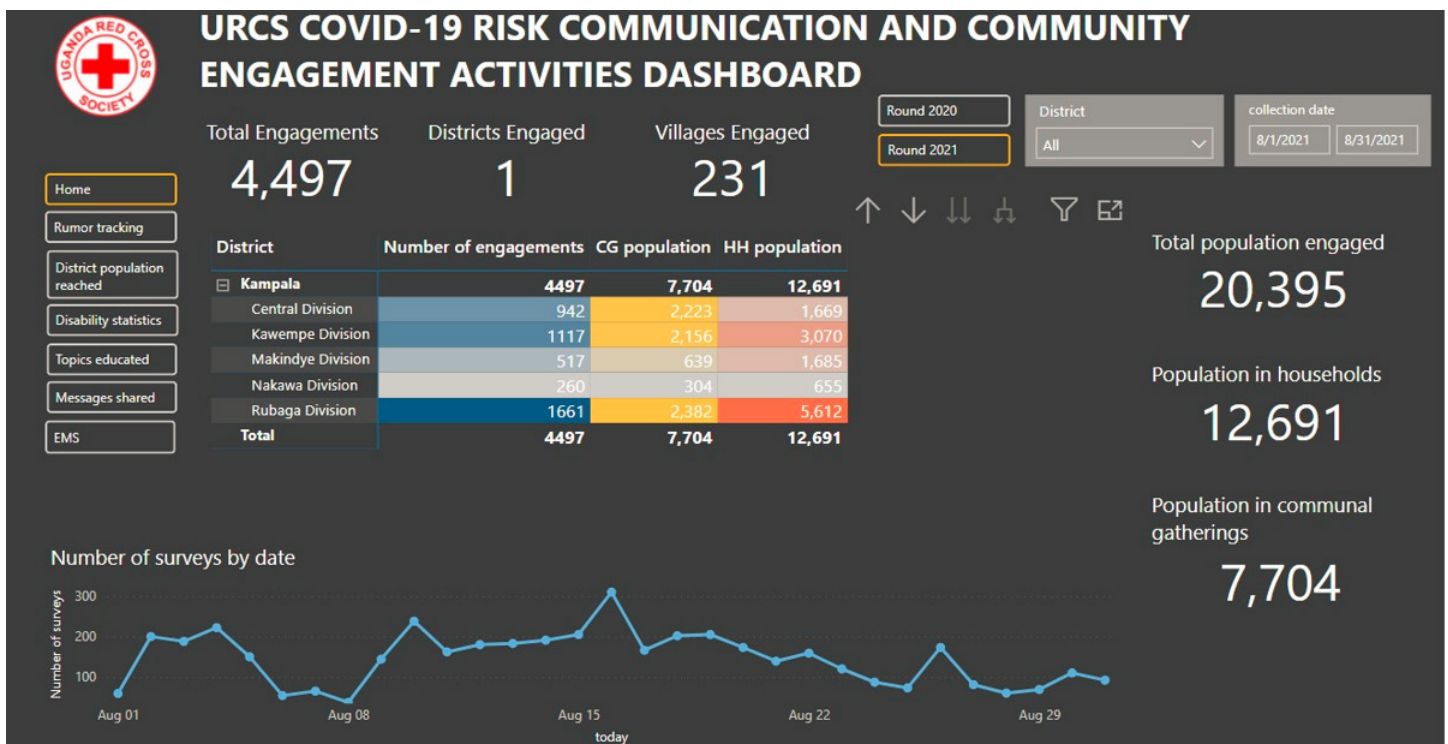 UGANDA RED CROSS
SOCIETY
URCS COVID-19 RISK COMMUNICATION AND COMMUNITY
ENGAGEMENT ACTIVITIES DASHBOARD
Total Engagements
4,497
Districts Engaged
1
Villages Engaged
231
Round 2020
Round 2021
District
All
collection date
8/1/2021 8/31/2021
Home
Rumor tracking
District population
reached
Disability statistics
Topics educated
Messages shared
EMS
District Number of engagements CG population HH population
Kampala 4497 7,704 12,691
Central Division 942 2,223 1,669
Kawempe Division 1117 2,156 3,070
Makindye Division 517 639 1,685
Nakawa Division 260 304 655
Rubaga Division 1661 2,382 5,612
Total 4497 7,704 12,691
Total population engaged
20,395
Population in households
12,691
Population in communal
gatherings
7,704
Number of surveys by date
Number of surveys
300
200
100
Aug 01 Aug 08 Aug 15 Aug 22 Aug 29
today